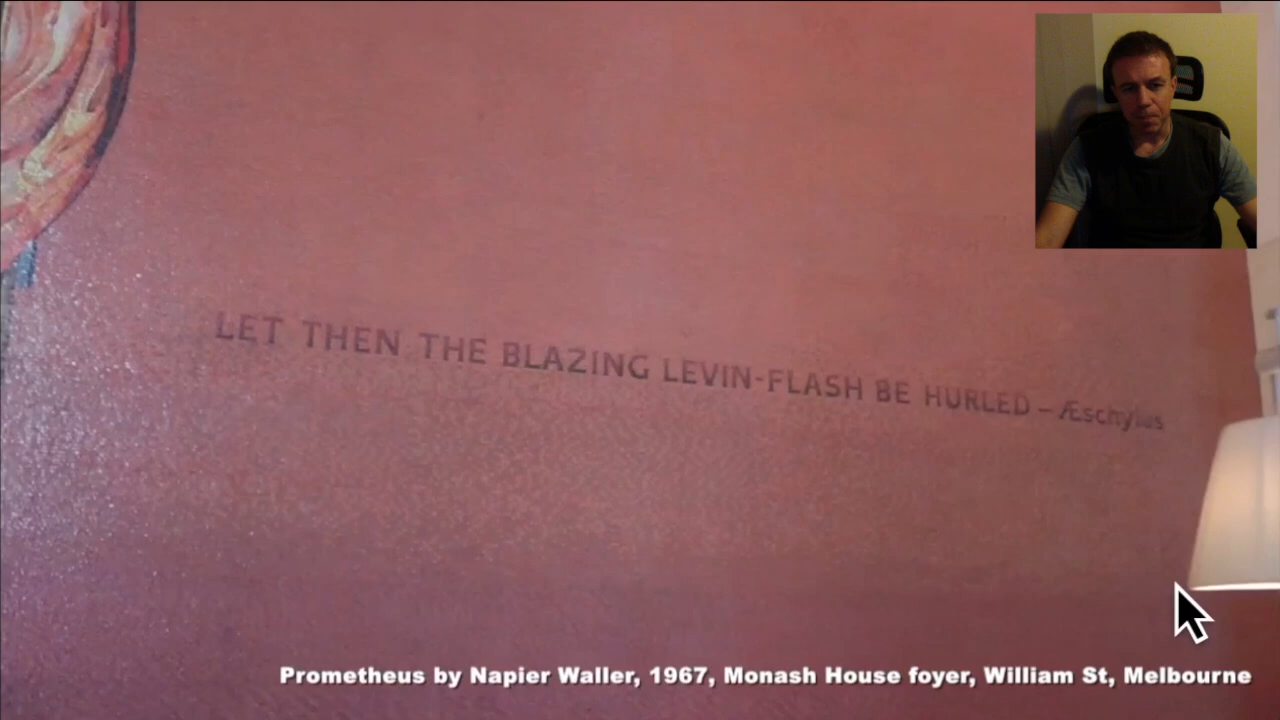 LET THEN THE BLAZING LEVIN-FLASH BE HURLED – Æschylus
Prometheus by Napier Waller, 1967, Monash House foyer, William St, Melbourne